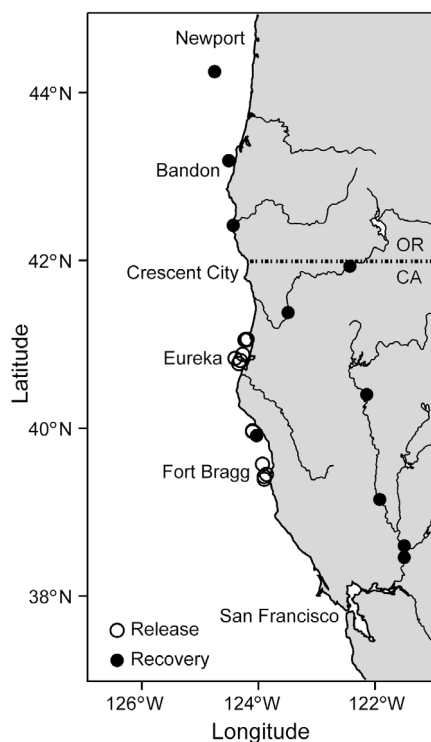 Newport
44°N
Bandon
OR
42°N
Crescent City
CA
Latitude
Eureka
40°N
Fort Bragg
38°N
San Francisco
Release
Recovery
126°W
124°W
122°W
Longitude